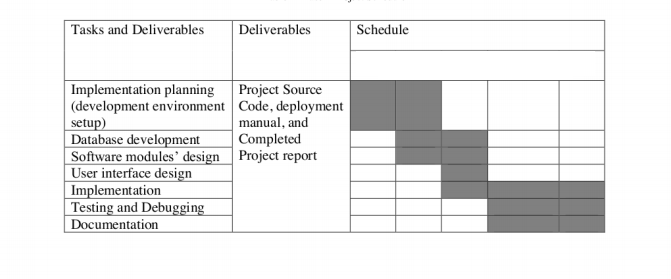 Tasks and Deliverables
Deliverables
Schedule
Implementation planning
(development environment
setup)
Project Source
Code, deployment
manual, and
Completed
Project report
Database development
Software modules’ design
User interface design
Implementation
Testing and Debugging
Documentation